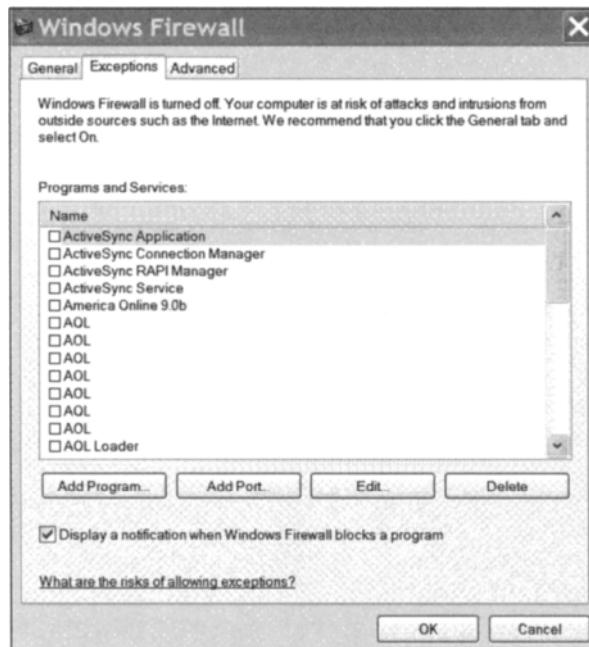 Windows Firewall
General Exceptions Advanced
Windows Firewall is turned off. Your computer is at risk of attacks and intrusions from
outside sources such as the Internet. We recommend that you click the General tab and
select On.
Programs and Services:
Name
ActiveSync Application
ActiveSync Connection Manager
ActiveSync RAPI Manager
ActiveSync Service
America Online 9.0b
AOL
AOL
AOL
AOL
AOL
AOL
AOL
AOL Loader
Add Program... Add Port... Edit... Delete
Display a notification when Windows Firewall blocks a program
What are the risks of allowing exceptions?
OK Cancel